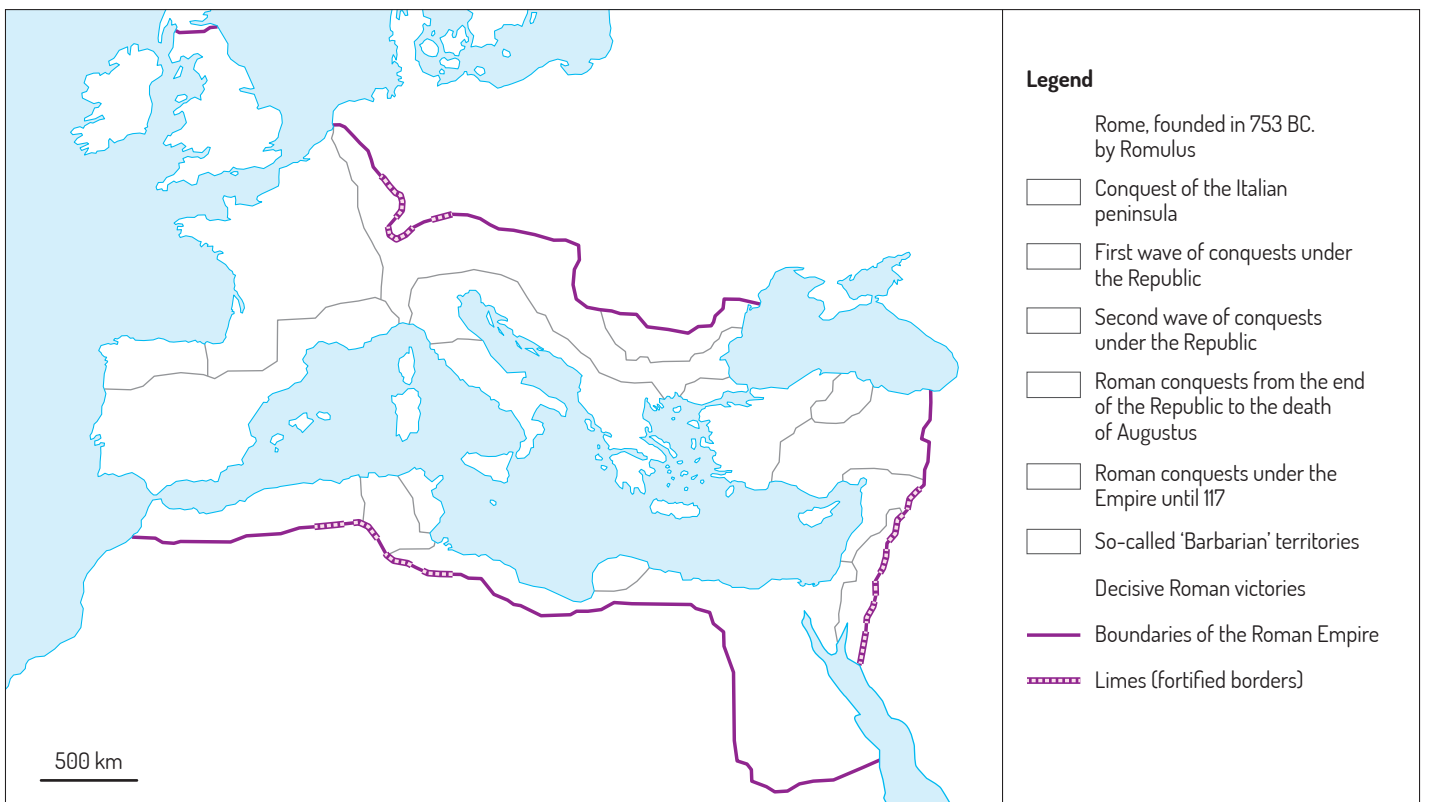 Legend
Rome, founded in 753 BC.
by Romulus
Conquest of the Italian
peninsula
First wave of conquests under
the Republic
Second wave of conquests
under the Republic
Roman conquests from the end
of the Republic to the death
of Augustus
Roman conquests under the
Empire until 117
So-called ‘Barbarian’ territories
Decisive Roman victories
Boundaries of the Roman Empire
Limes (fortified borders)
500 km